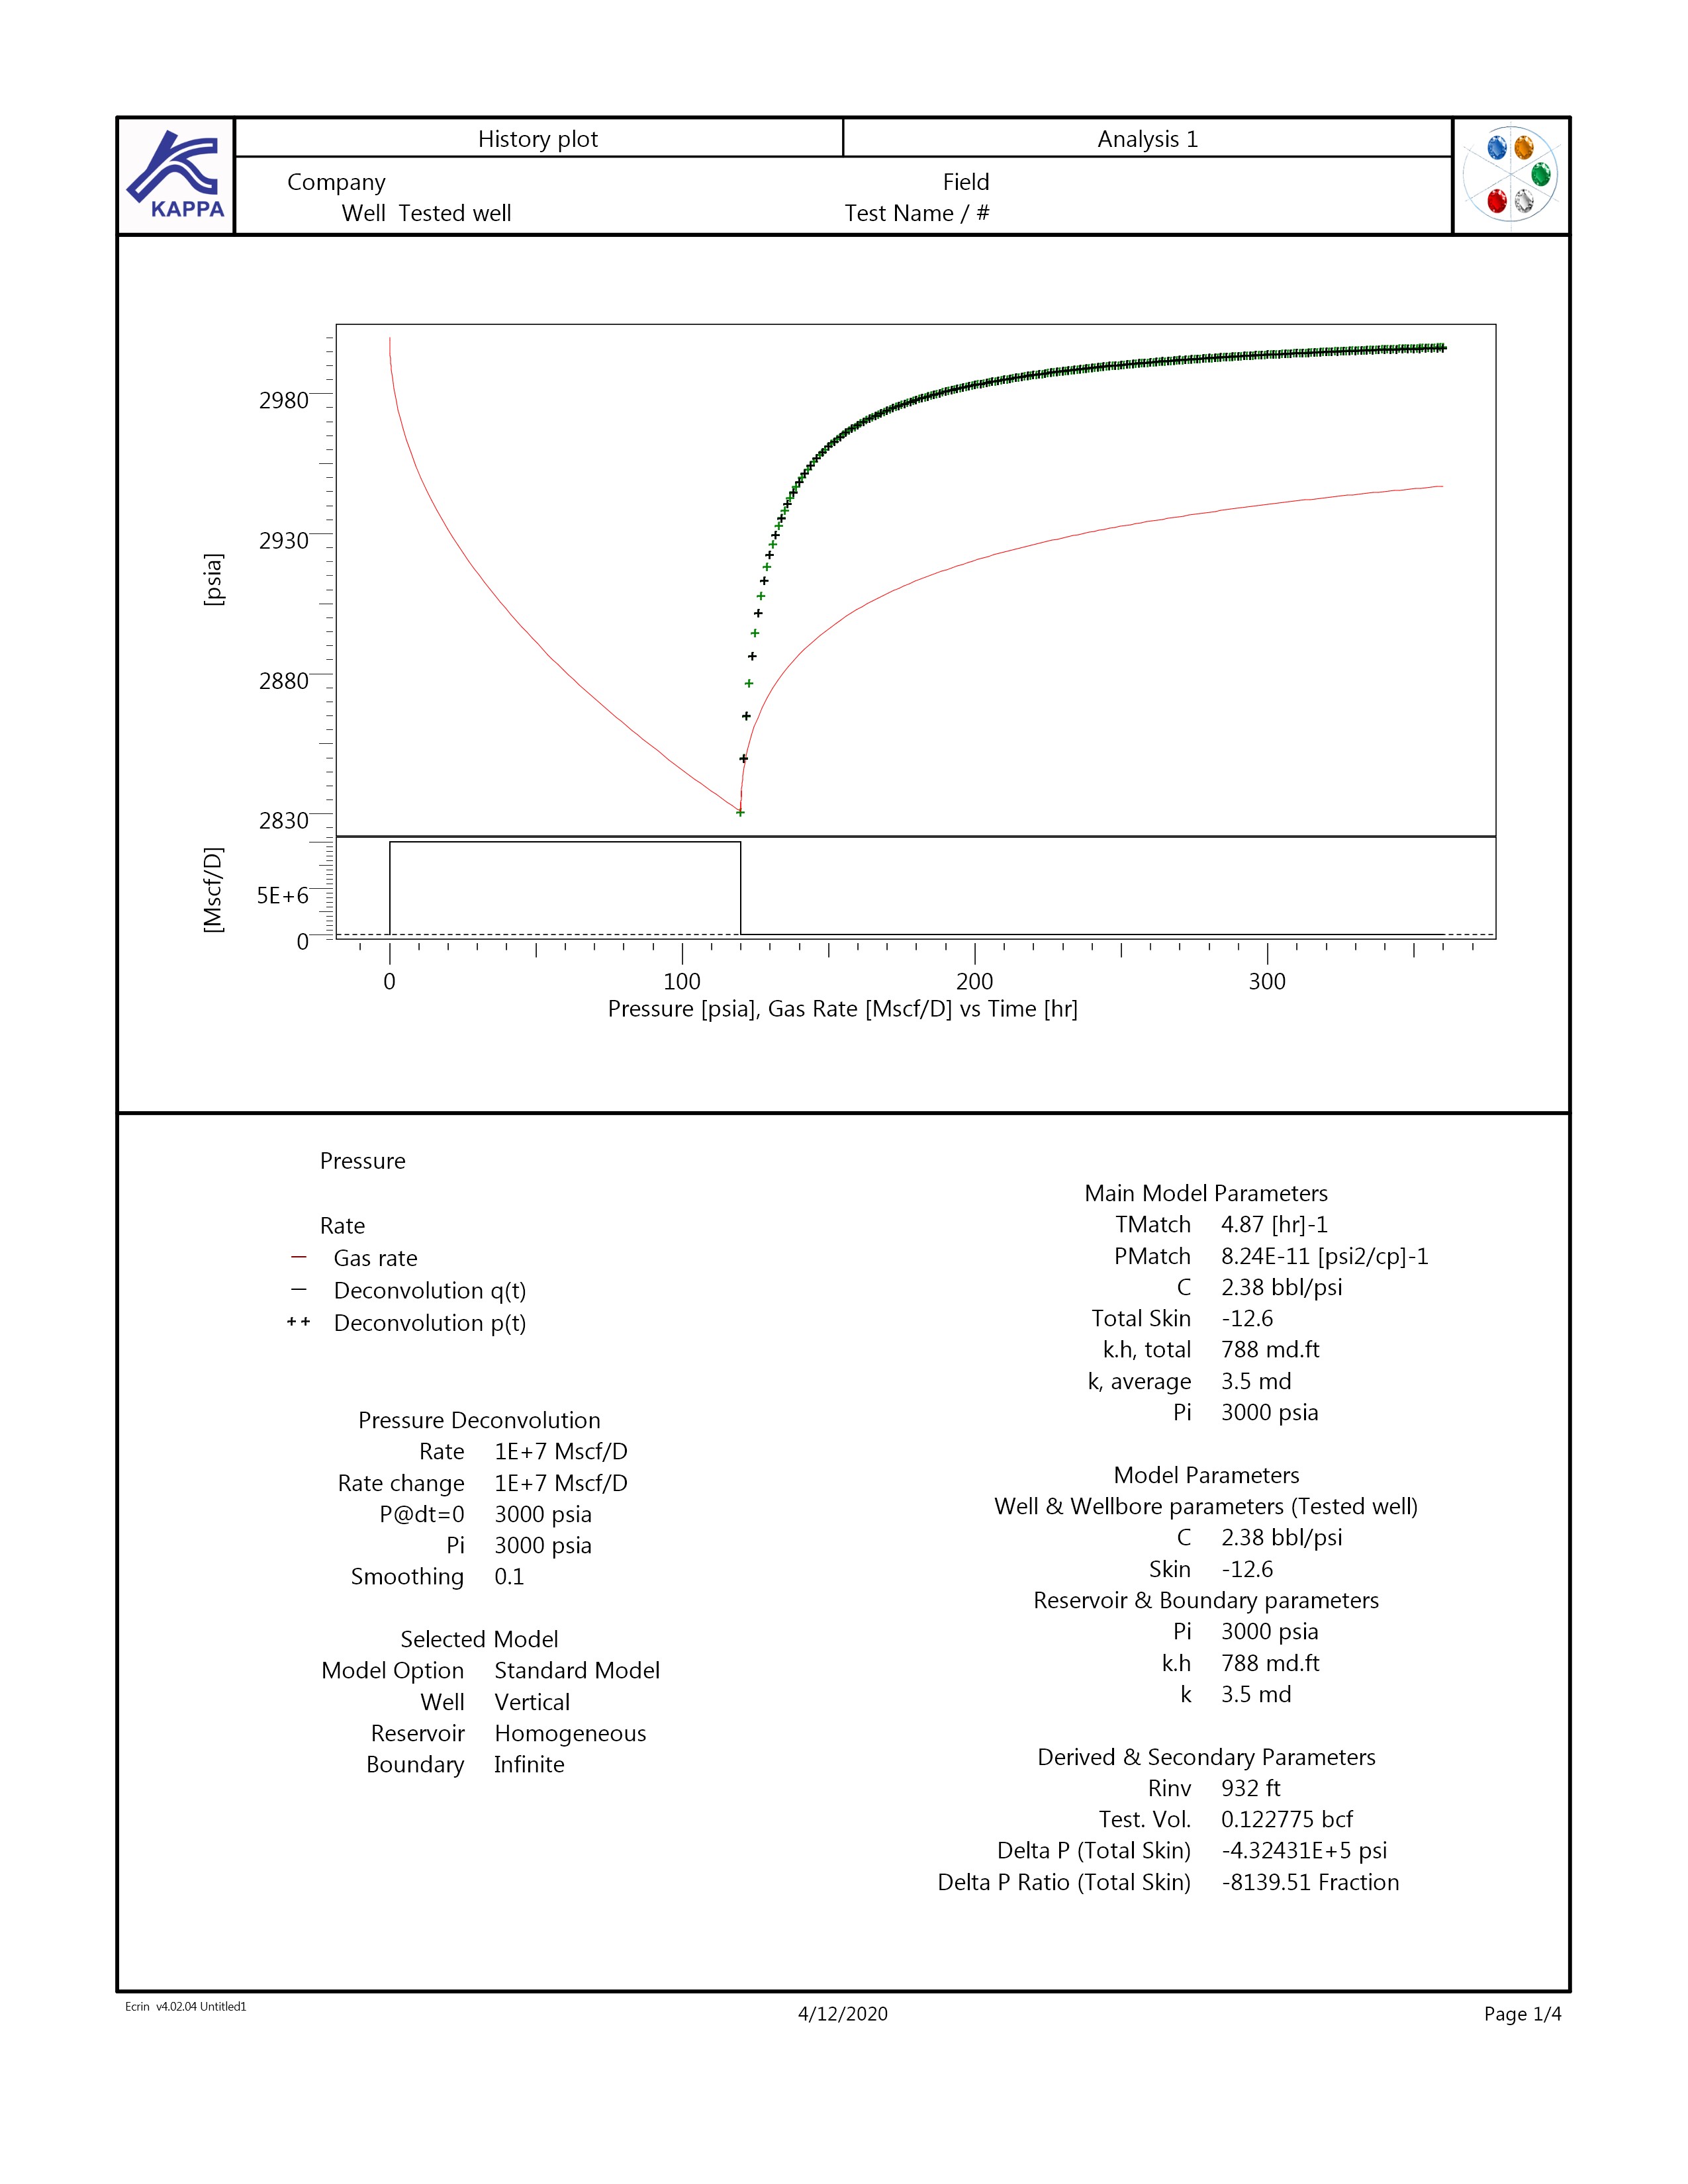 KAPPA
History plot
Analysis 1
Company
Field
Well Tested well
Test Name / #
2980
2930
2880
2830
[psia]
5E+6
0
[Mscf/D]
0 100 200 300
Pressure [psia], Gas Rate [Mscf/D] vs Time [hr]
Pressure
Rate
Gas rate
Deconvolution q(t)
++ Deconvolution p(t)
Pressure Deconvolution
Rate 1E+7 Mscf/D
Rate change 1E+7 Mscf/D
P@dt=0 3000 psia
Pi 3000 psia
Smoothing 0.1
Selected Model
Model Option Standard Model
Well Vertical
Reservoir Homogeneous
Boundary Infinite
Main Model Parameters
TMatch 4.87 [hr]-1
PMatch 8.24E-11 [psi2/cp]-1
C 2.38 bbl/psi
Total Skin -12.6
k.h, total 788 md.ft
k, average 3.5 md
Pi 3000 psia
Model Parameters
Well & Wellbore parameters (Tested well)
C 2.38 bbl/psi
Skin -12.6
Reservoir & Boundary parameters
Pi 3000 psia
k.h 788 md.ft
k 3.5 md
Derived & Secondary Parameters
Rinv 932 ft
Test. Vol. 0.122775 bcf
Delta P (Total Skin) -4.32431E+5 psi
Delta P Ratio (Total Skin) -8139.51 Fraction
Ecrin v4.02.04 Untitled1
4/12/2020
Page 1/4